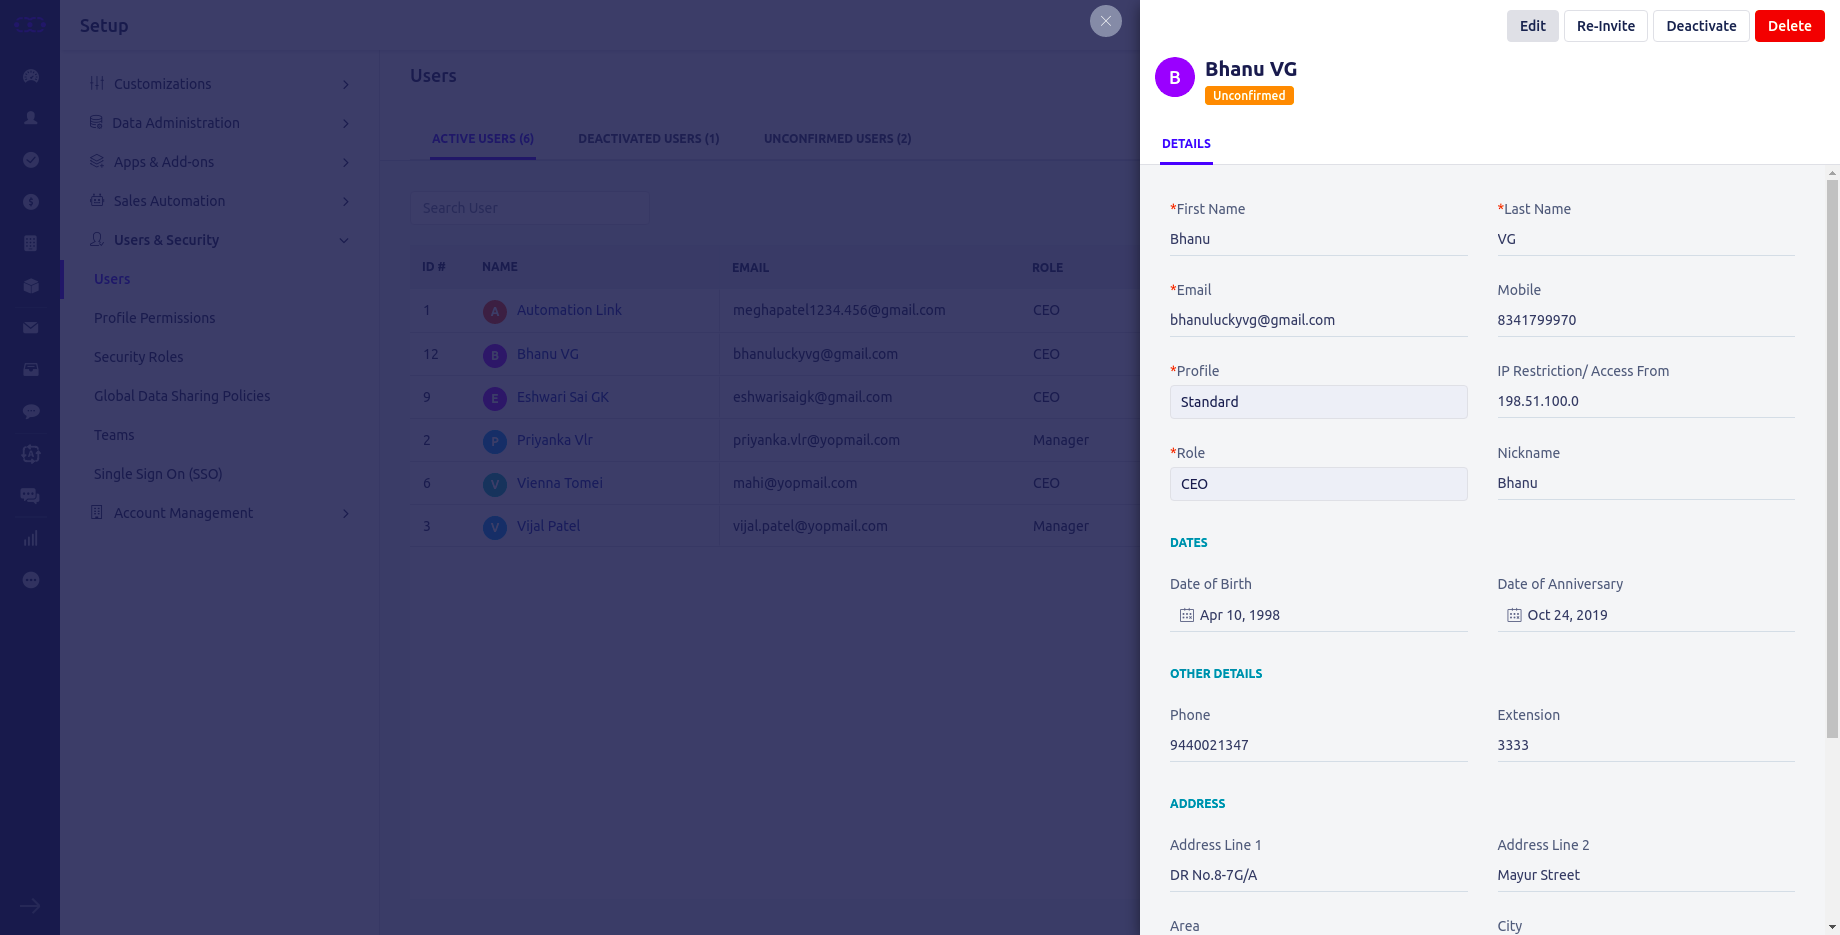 Setup
Customizations
Data Administration
Apps & Add-ons
Sales Automation
Users & Security
Users
Profile Permissions
Security Roles
Global Data Sharing Policies
Teams
Single Sign On (SSO)
Account Management
Users
ACTIVE USERS (6) DEACTIVATED USERS (1) UNCONFIRMED USERS (2)
Search User
ID # NAME EMAIL ROLE
1 A Automation Link meghapatel1234.456@gmail.com CEO
12 B Bhanu VG bhanuluckyvg@gmail.com CEO
9 E Eshwari Sai GK eshwarisaigk@gmail.com CEO
2 P Priyanka Vlr priyanka.vlr@yopmail.com Manager
6 V Vienna Tomei mahi@yopmail.com CEO
3 V Vijal Patel vijal.patel@yopmail.com Manager
Edit Re-Invite Deactivate Delete
B Bhanu VG
Unconfirmed
DETAILS
*First Name *Last Name
Bhanu VG
*Email Mobile
bhanuluckyvg@gmail.com 8341799970
*Profile IP Restriction/ Access From
Standard 198.51.100.0
*Role Nickname
CEO Bhanu
DATES
Date of Birth Date of Anniversary
Apr 10, 1998 Oct 24, 2019
OTHER DETAILS
Phone Extension
9440021347 3333
ADDRESS
Address Line 1 Address Line 2
DR No.8-7G/A Mayur Street
Area City